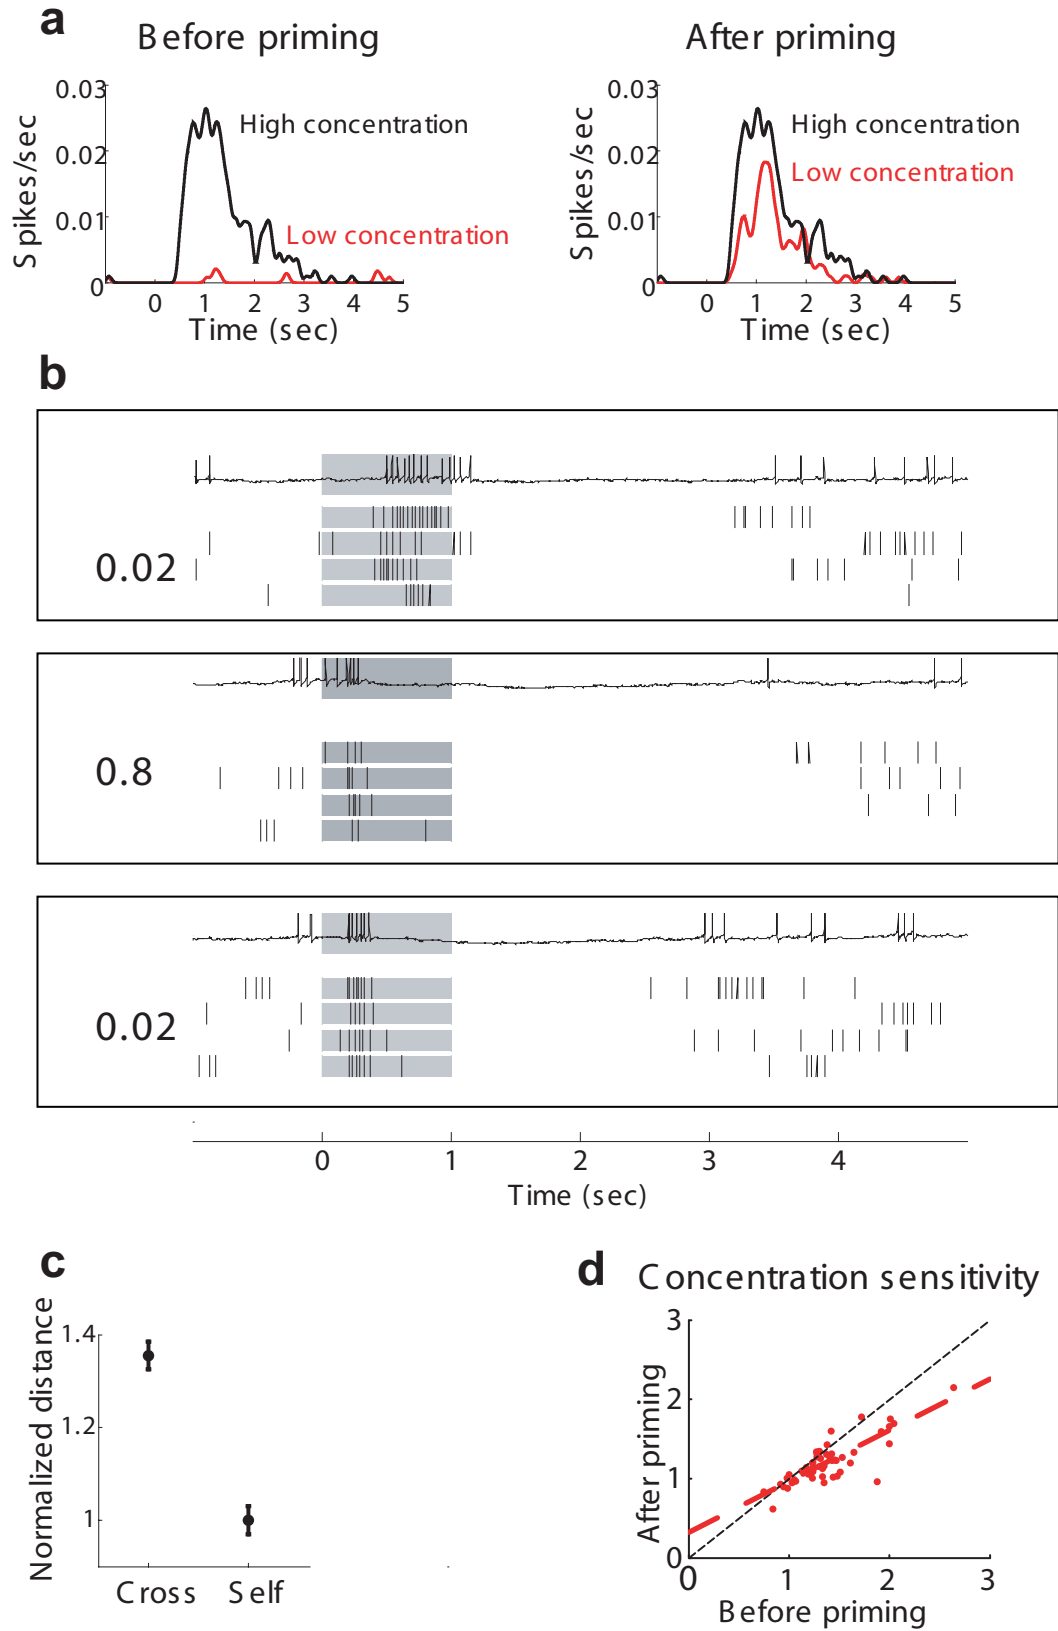 a
Before priming
After priming
Spikes/sec
0.03
0.02
0.01
0
High concentration
Low concentration
0 1 2 3 4 5
Time (sec)
Spikes/sec
0.03
0.02
0.01
0
High concentration
Low concentration
0 1 2 3 4 5
Time (sec)
b
0.02
0.8
0.02
0 1 2 3 4
Time (sec)
c
Normalized distance
1.4
1.2
1
Cross Self
d
Concentration sensitivity
After priming
3
2
1
0
0 1 2 3
Before priming